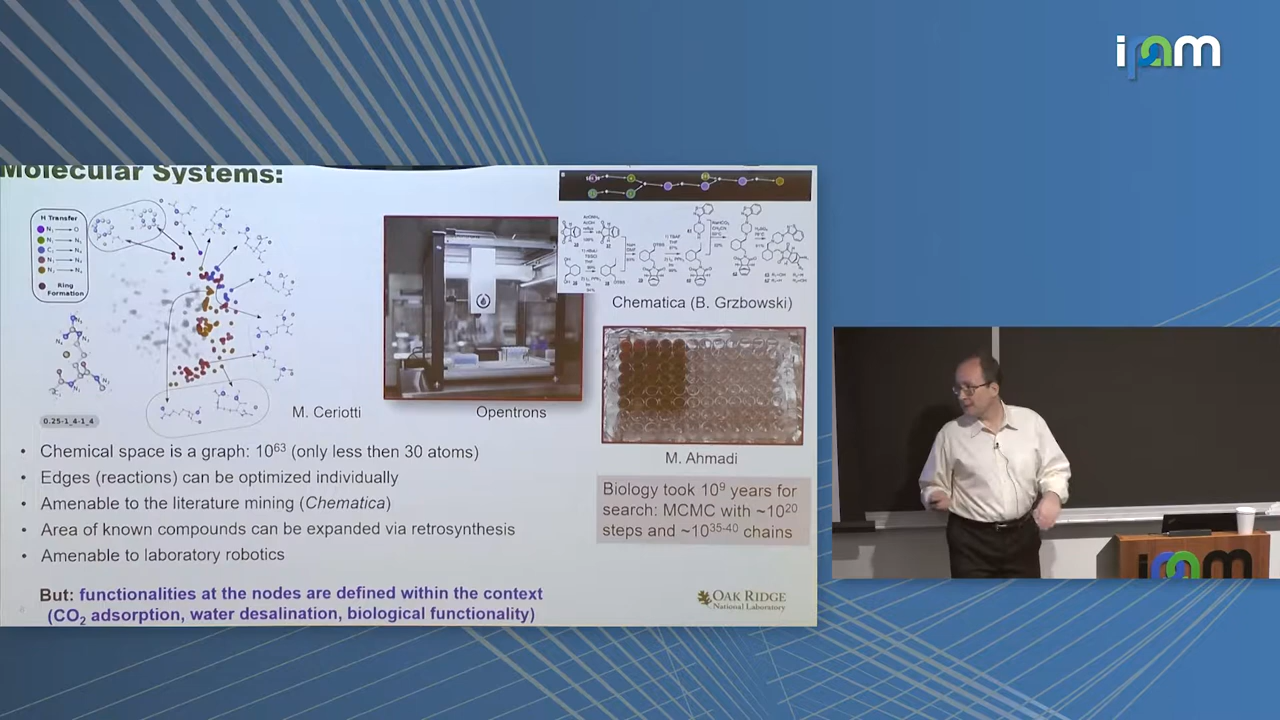 ipam
Molecular Systems:
H Transfer
N₁ → O
N₁ → N₄
Ring
Formation
0.25-1_4-1_4
M. Ceriotti
Opentrons
Chematica (B. Grzbowski)
M. Ahmadi
• Chemical space is a graph: 10⁶³ (only less then 30 atoms)
• Edges (reactions) can be optimized individually
• Amenable to the literature mining (Chematica)
• Area of known compounds can be expanded via retrosynthesis
• Amenable to laboratory robotics
Biology took 10⁹ years for
search: MCMC with ~10²⁰
steps and ~10³⁵⁻⁴⁰ chains
But: functionalities at the nodes are defined within the context
(CO₂ adsorption, water desalination, biological functionality)
OAK RIDGE
National Laboratory
ipam